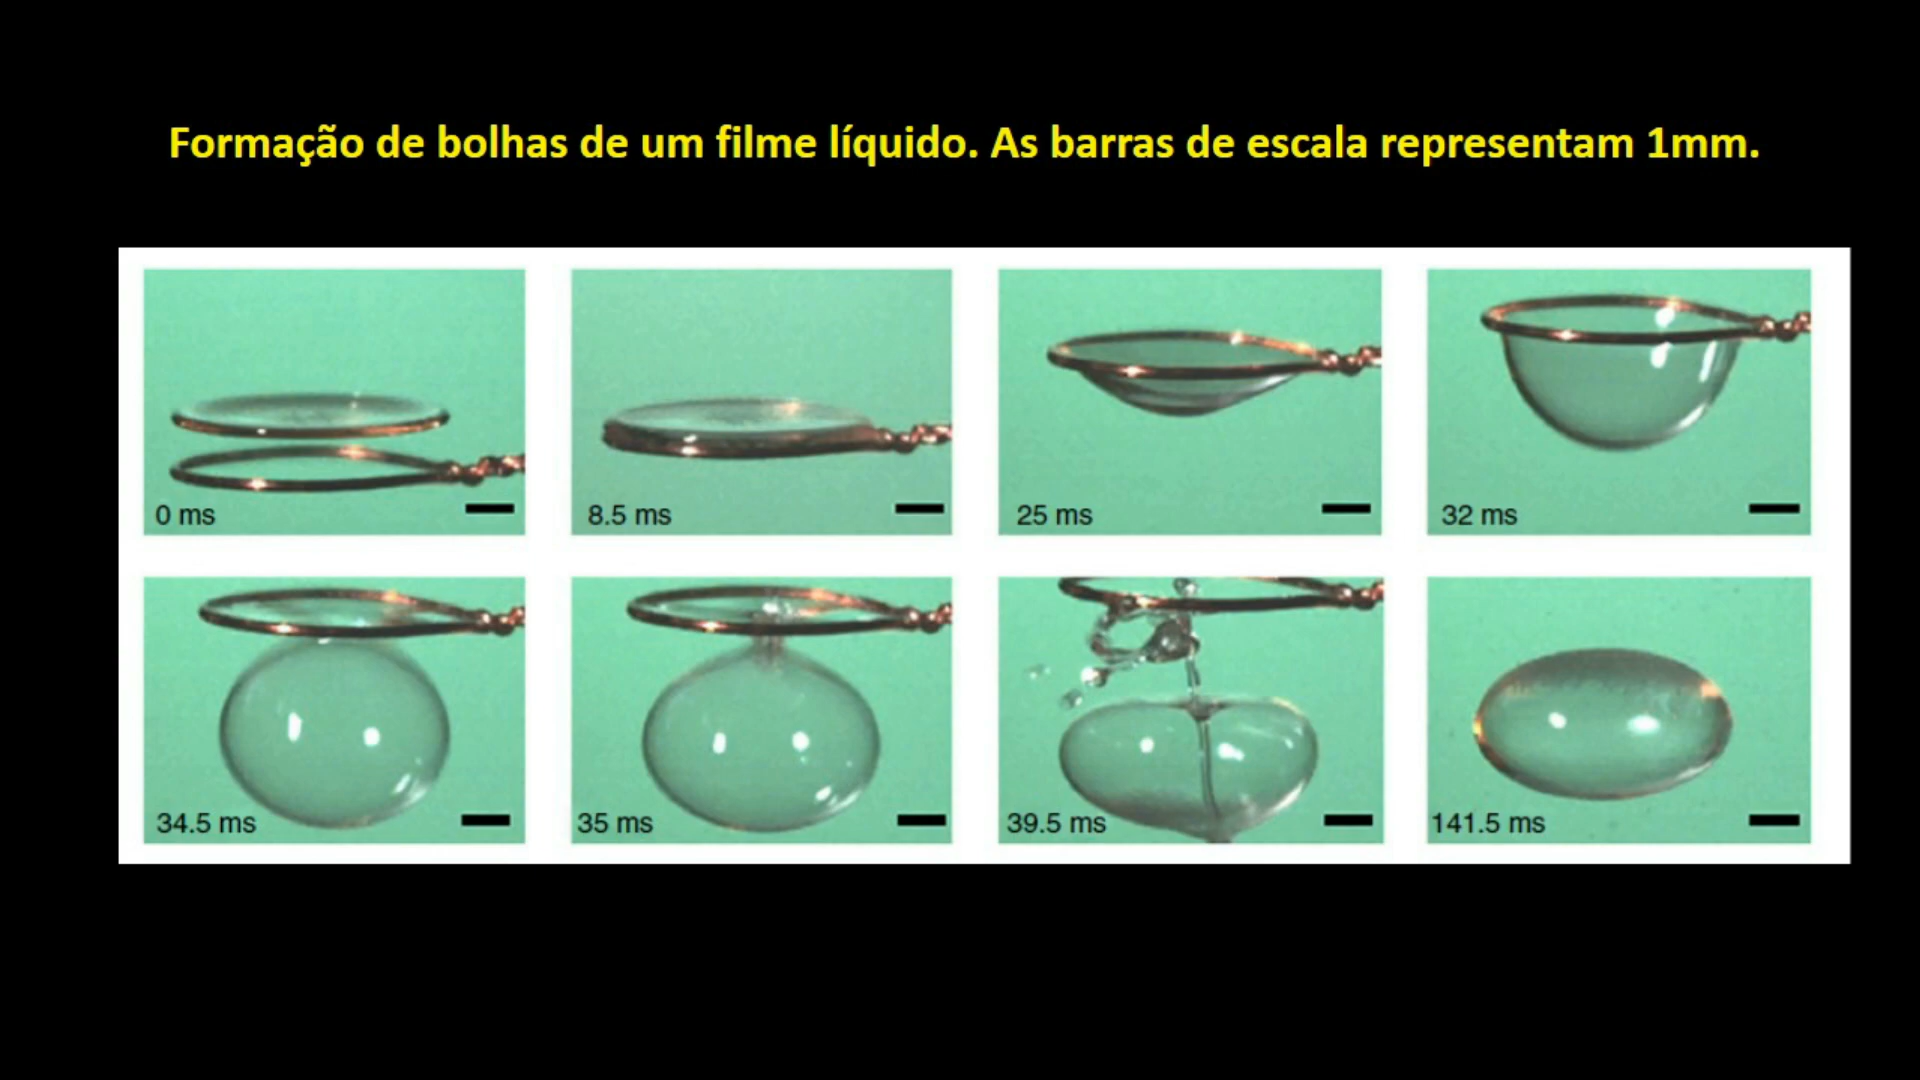 Formação de bolhas de um filme líquido. As barras de escala representam 1mm.
0 ms
8.5 ms
25 ms
32 ms
34.5 ms
35 ms
39.5 ms
141.5 ms